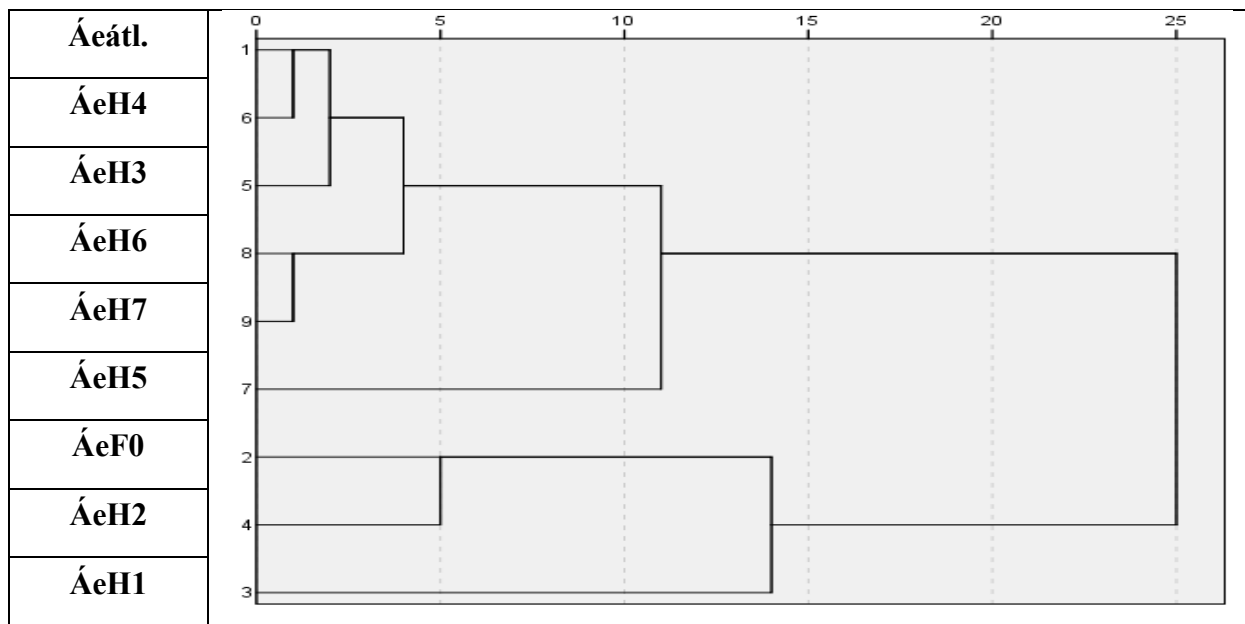 0 5 10 15 20 25
Áeátl. 1
ÁeH4 6
ÁeH3 5
ÁeH6 8
ÁeH7 9
ÁeH5 7
ÁeF0 2
ÁeH2 4
ÁeH1 3